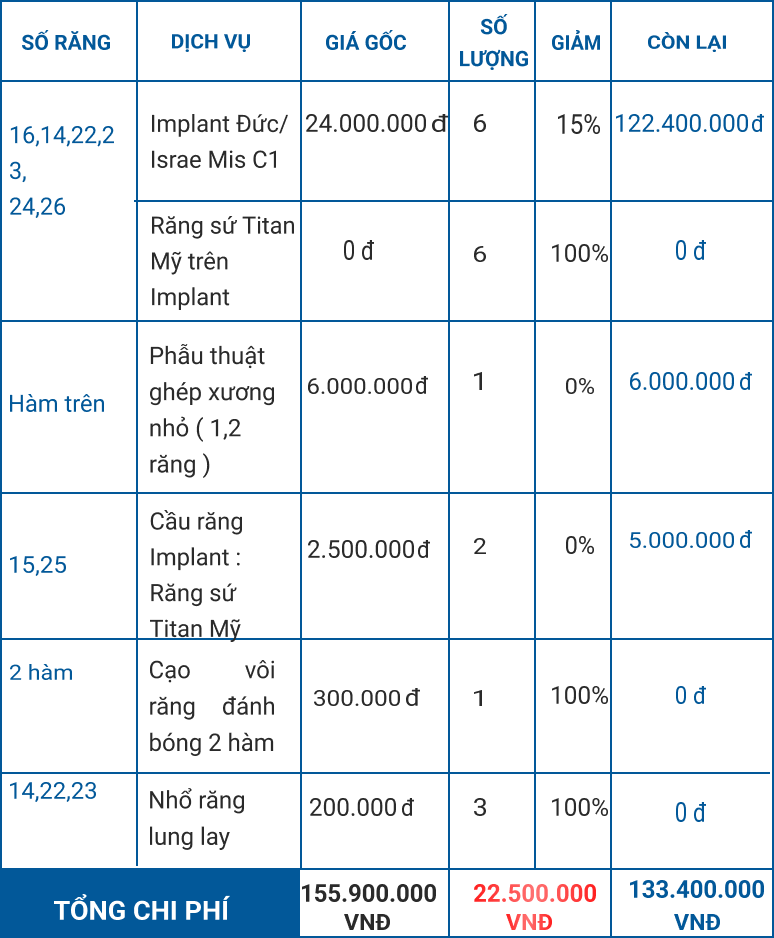 SỐ RĂNG
DỊCH VỤ
GIÁ GỐC
SỐ
LƯỢNG
GIẢM
CÒN LẠI
16,14,22,2
3,
24,26
Implant Đức/
Israe Mis C1
24.000.000 đ
6
15%
122.400.000đ
Răng sứ Titan
Mỹ trên
Implant
0 đ
6
100%
0 đ
Hàm trên
Phẫu thuật
ghép xương
nhỏ ( 1,2
răng )
6.000.000đ
1
0%
6.000.000 đ
15,25
Cầu răng
Implant :
Răng sứ
Titan Mỹ
2.500.000đ
2
0%
5.000.000 đ
2 hàm
Cạo vôi
răng đánh
bóng 2 hàm
300.000 đ
1
100%
0 đ
14,22,23
Nhổ răng
lung lay
200.000 đ
3
100%
0 đ
TỔNG CHI PHÍ
155.900.000
VNĐ
22.500.000
VNĐ
133.400.000
VNĐ